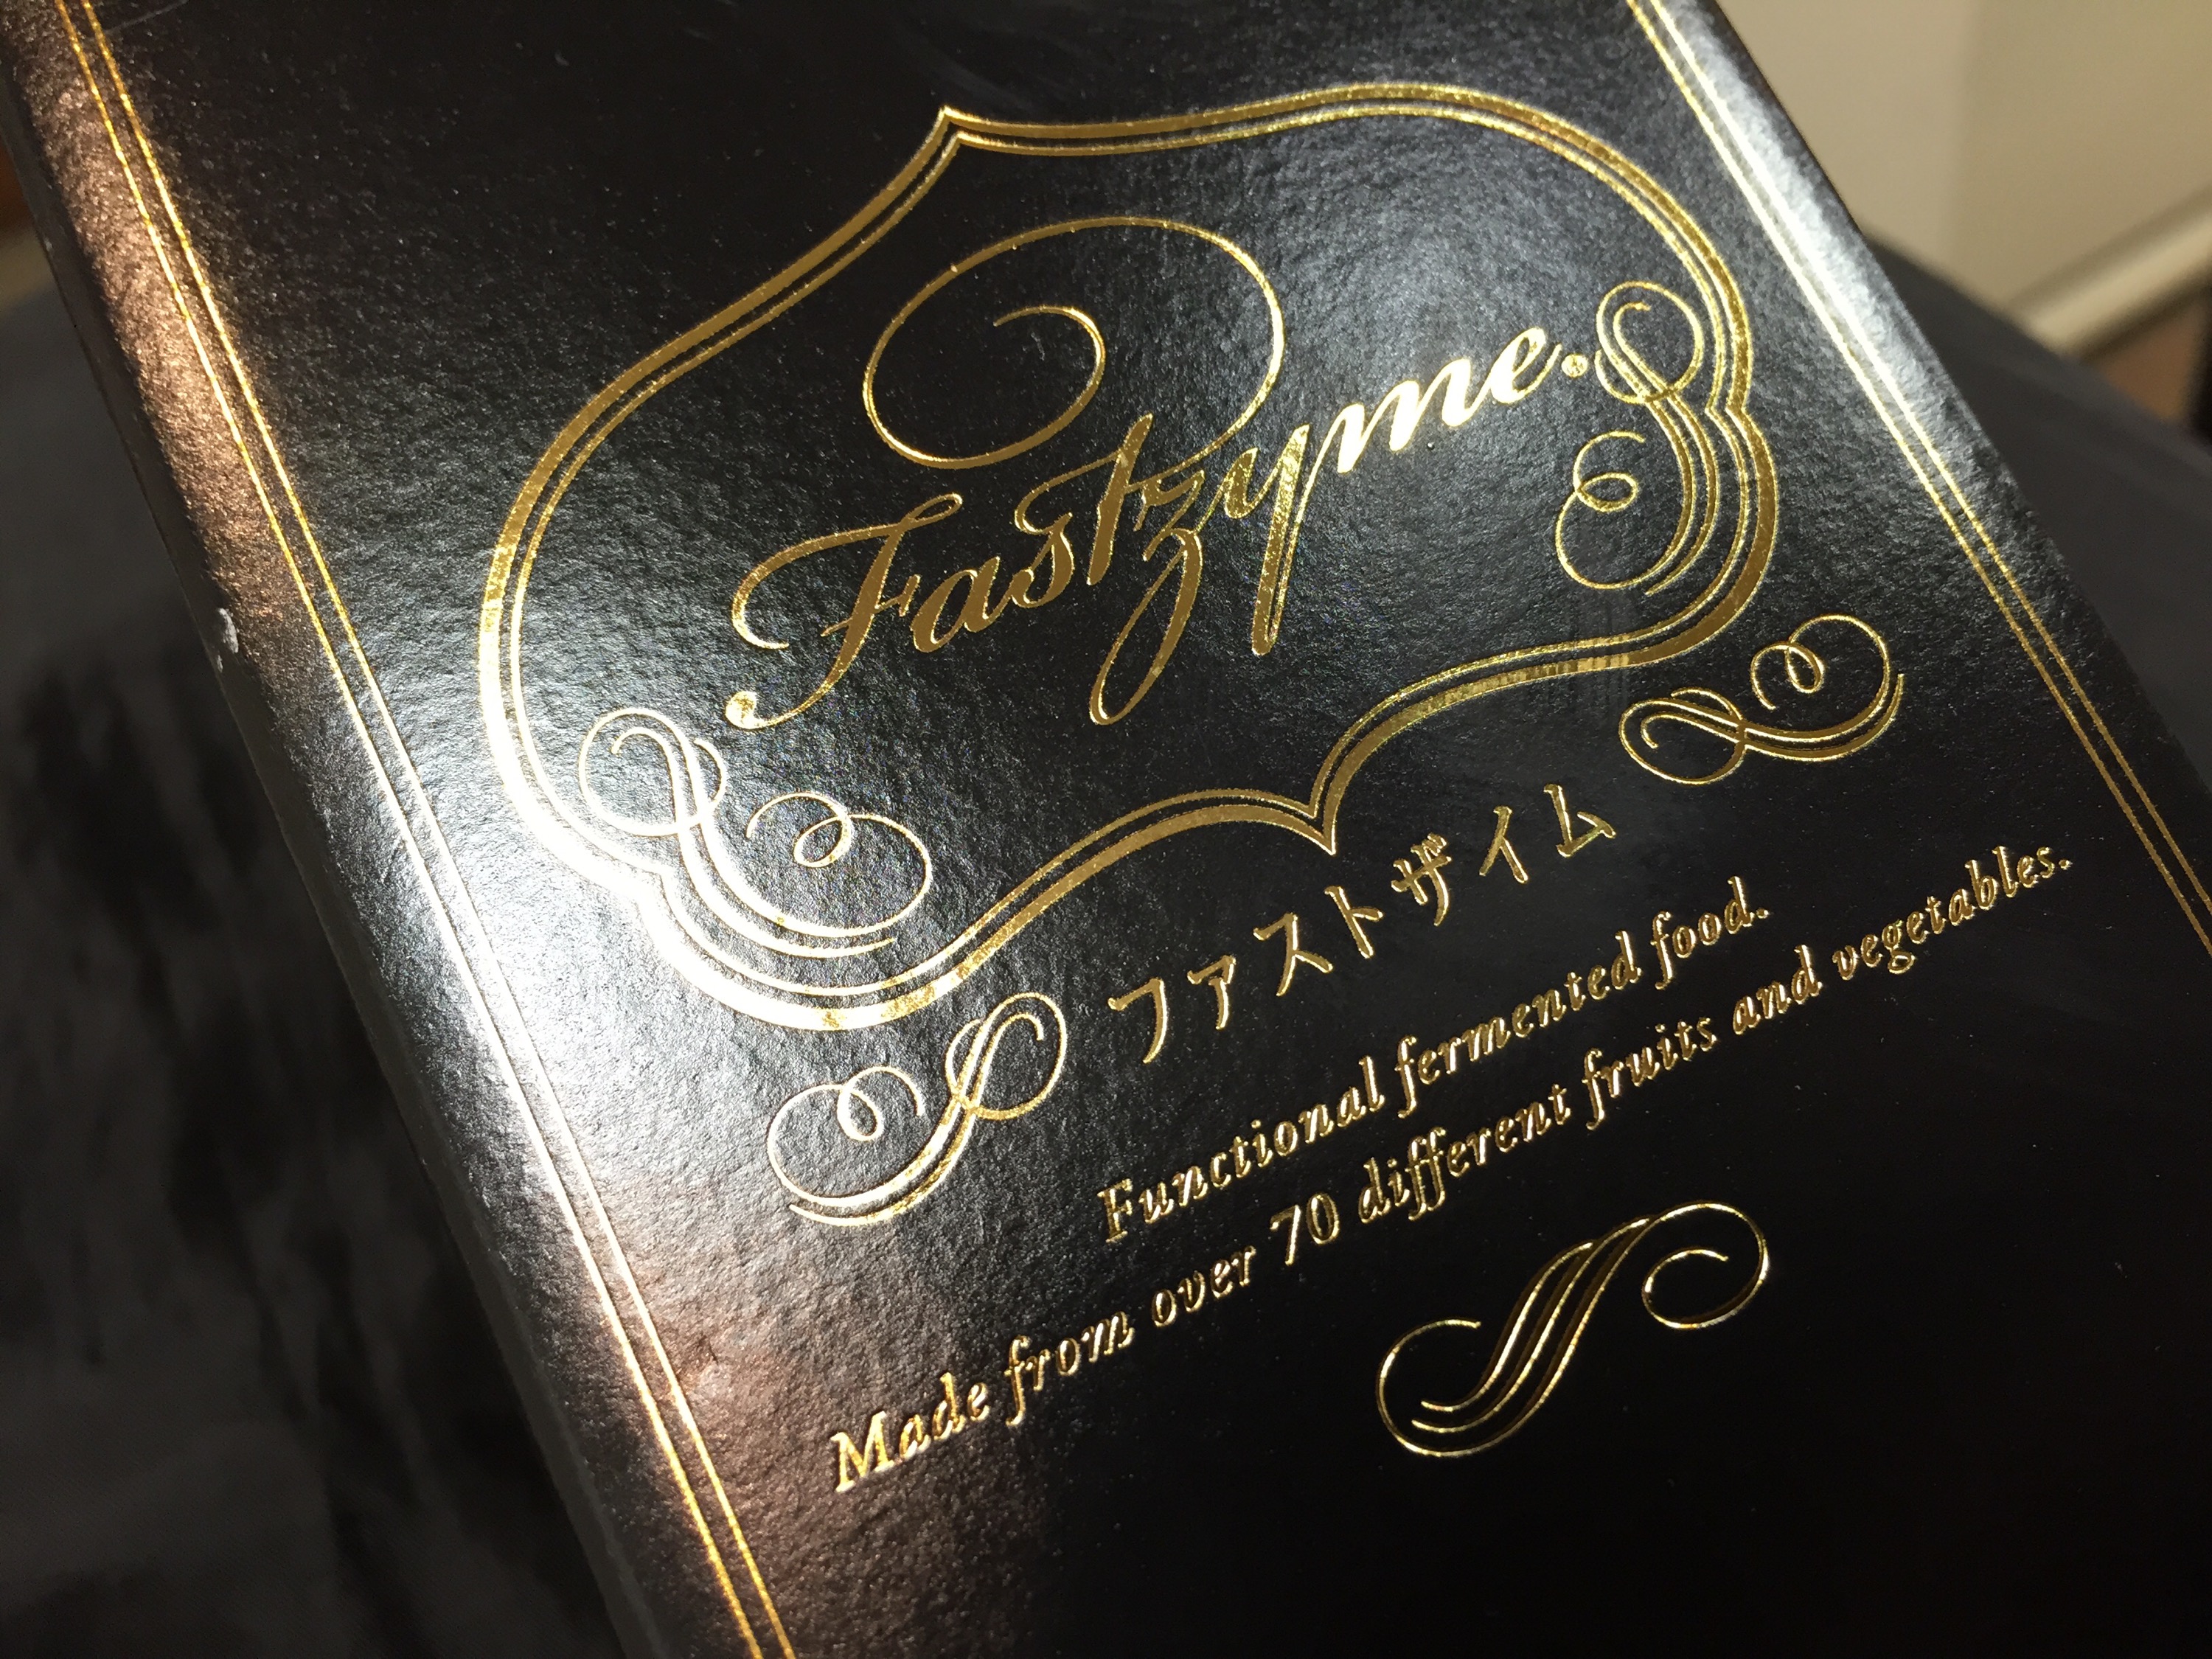 Fastzyme.
ファストザイム
Functional fermented food.
Made from over 70 different fruits and vegetables.